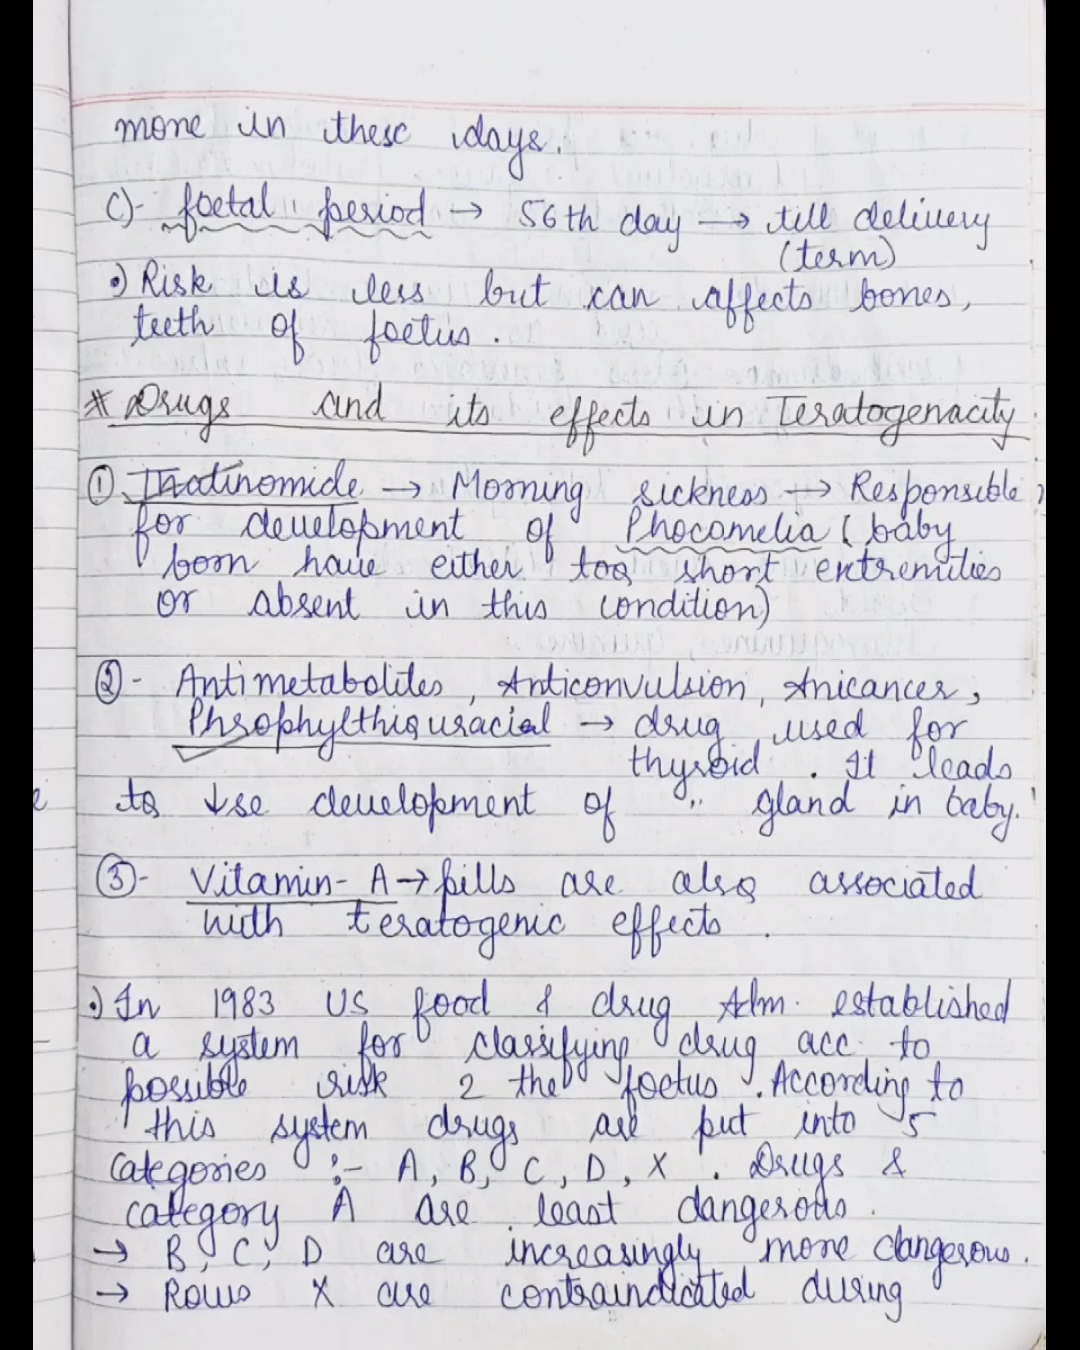 more in these days.
C)- foetal period → 56th day → till delivery
(term)
•) Risk is less but can affects bones,
teeth of foetus.
* Drugs and its effects in Teratogenacity.
① → Morning sickness → Responsible
for development of Phocomelia (baby
born have either too short extremities
or absent in this condition)
②- Antimetabolites, Anticonvulsion, Anicancer,
Phrophylthiouracial → drug used for
thyroid. It leads
to ↓se development of ,, gland in baby.
③- Vitamin-A → pills are also associated
with teratogenic effects.
•) In 1983 US food & drug Adm. established
a system for classifying drug acc. to
possible risk 2 the foetus. According to
this system drugs are put into 5
Categories :- A, B, C, D, X. Drugs &
category A are least dangerous.
→ B, C, D are increasingly more dangerous.
→ X are contraindicated during